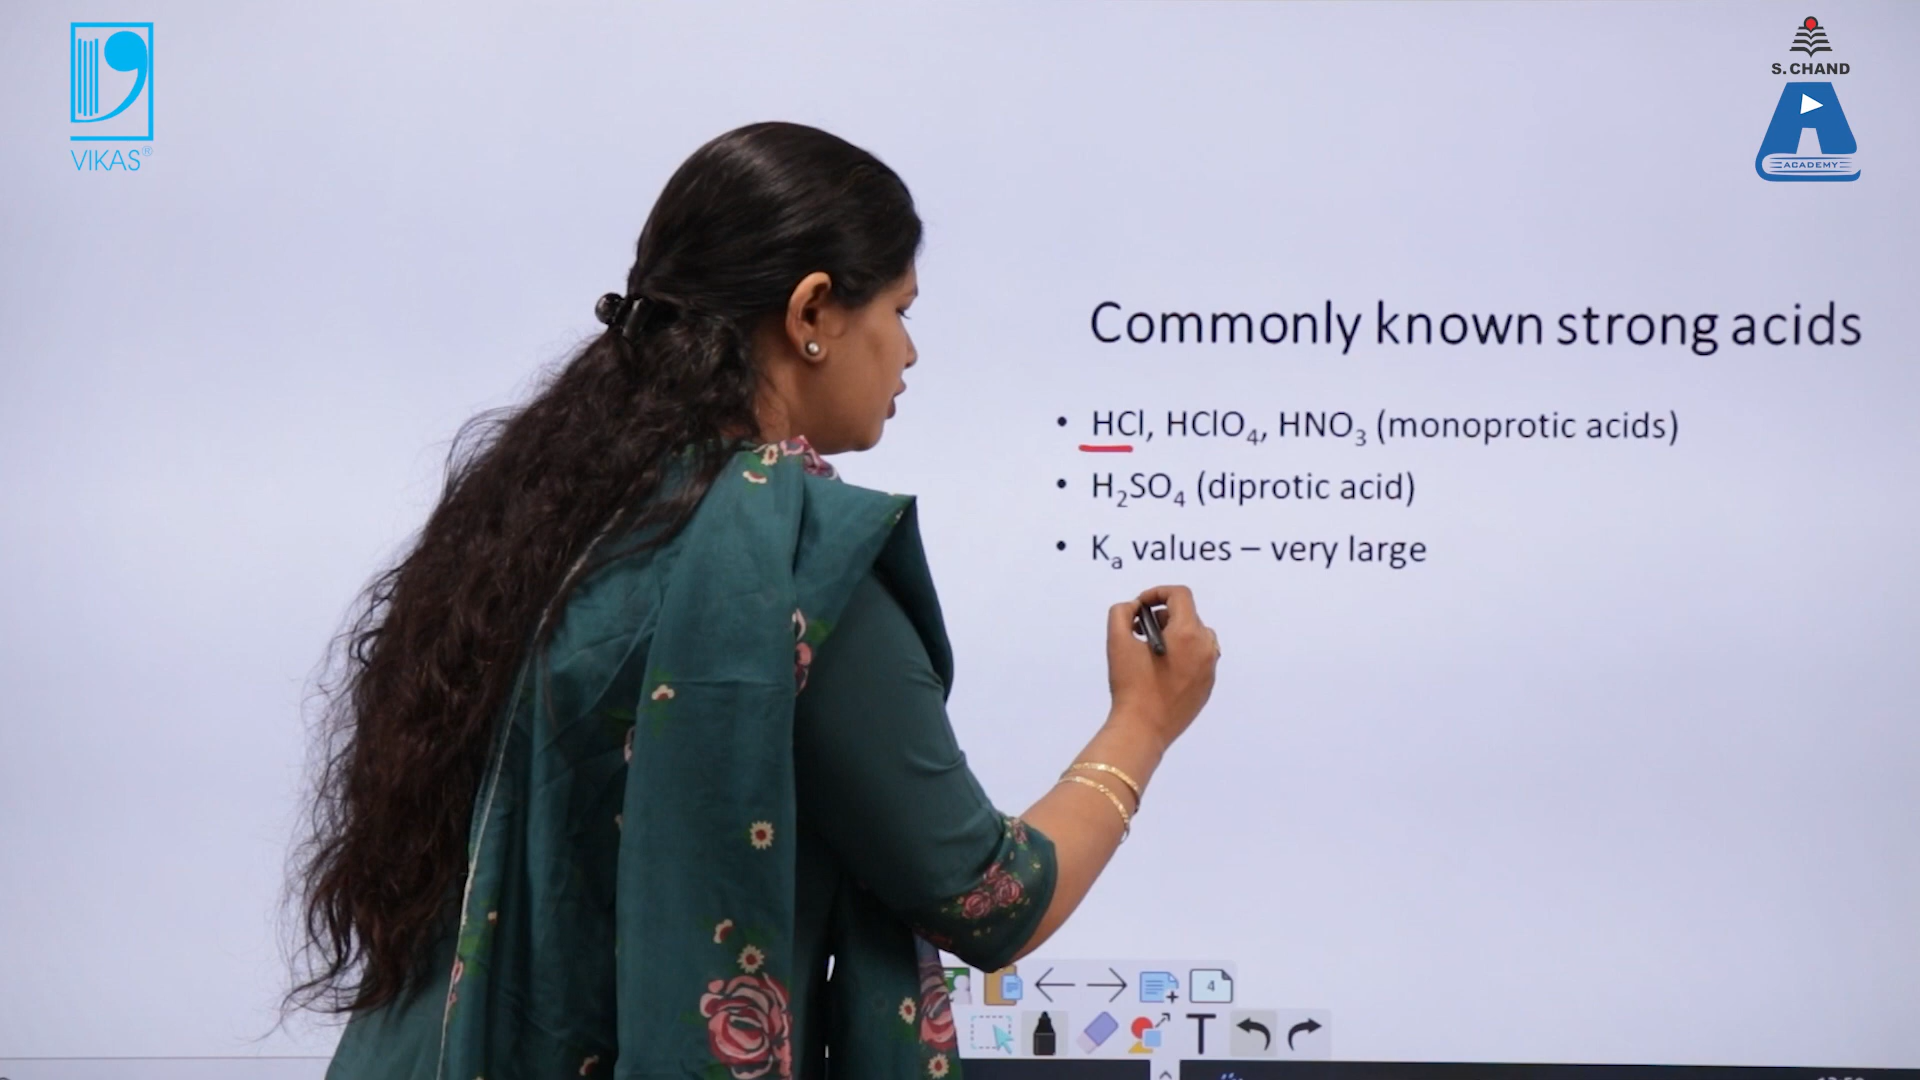 VIKAS®
S. CHAND
ACADEMY
Commonly known strong acids
• HCl, HClO₄, HNO₃ (monoprotic acids)
• H₂SO₄ (diprotic acid)
• Kₐ values – very large
4
T